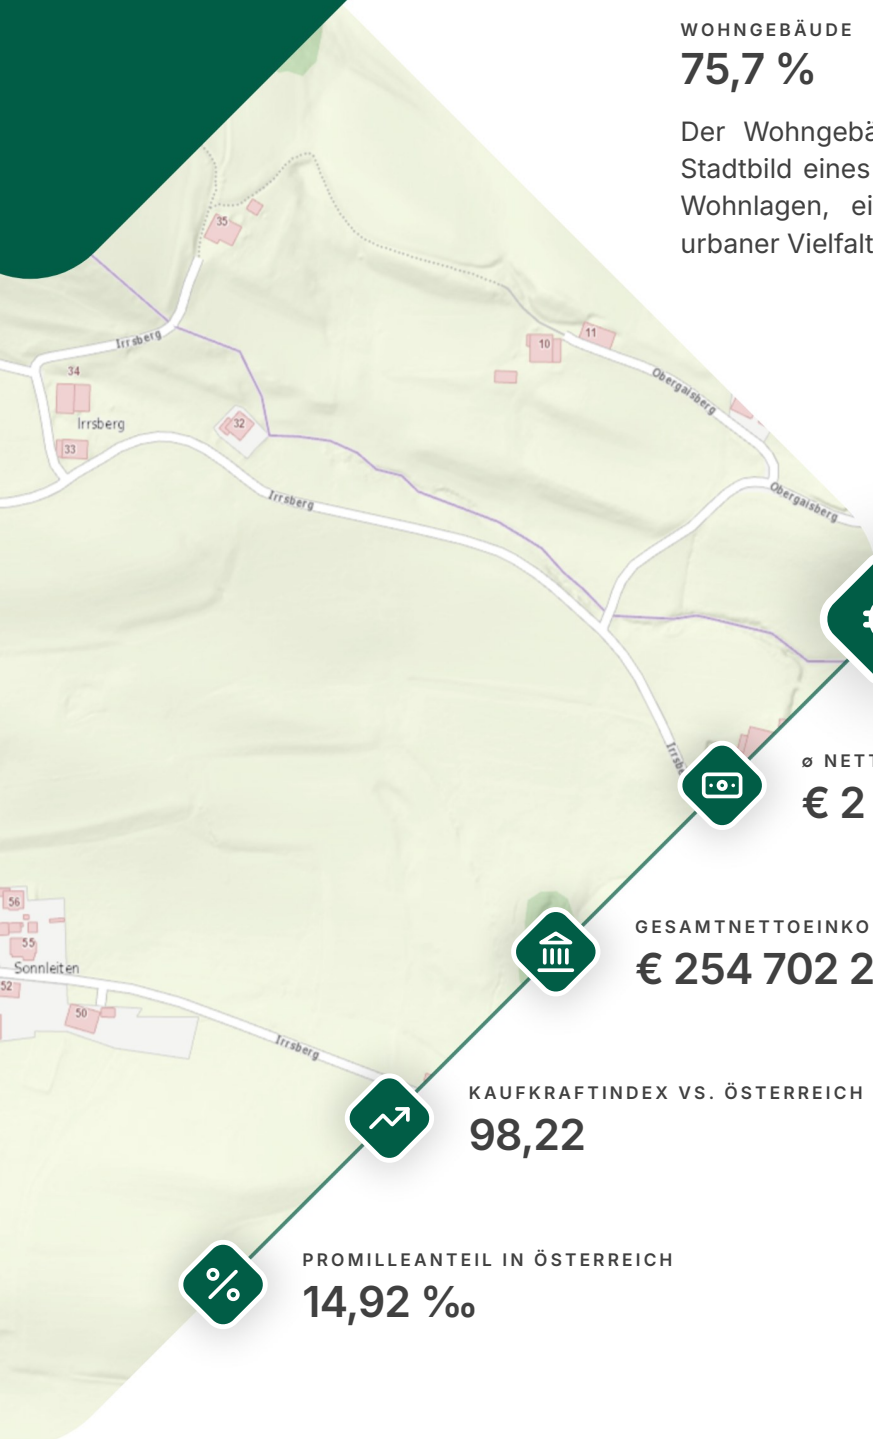 WOHNGEBÄUDE
75,7 %
Der Wohngebä
Stadtbild eines
Wohnlagen, ei
urbaner Vielfalt
35
Irrsberg
11
10
34
Irrsberg
32
33
Obergaisberg
Irrsberg
Obergaisberg
Irrsbe
ø NETT
€ 2
56
55
Sonnleiten
52
50
Irrsberg
GESAMTNETTOEINKO
€ 254 702 2
KAUFKRAFTINDEX VS. ÖSTERREICH
98,22
PROMILLEANTEIL IN ÖSTERREICH
14,92 ‰